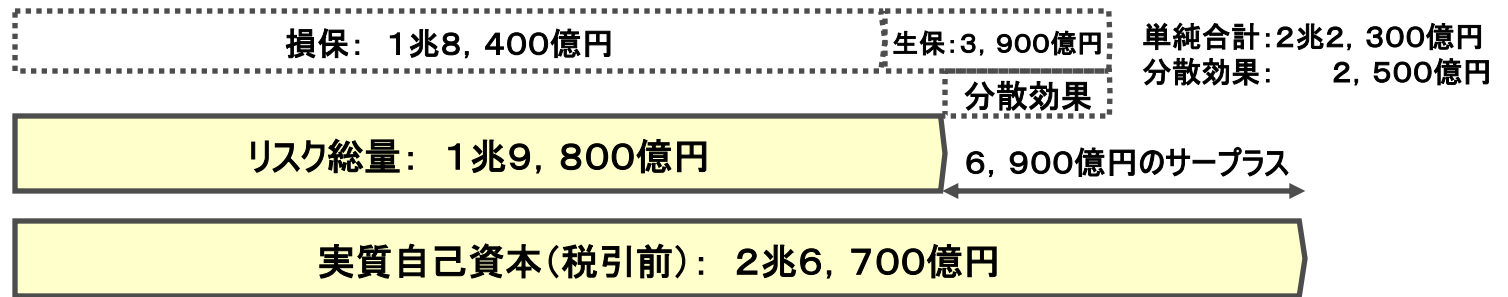 損保： １兆８，４００億円
生保：３，９００億円
単純合計：２兆２，３００億円
分散効果：　２，５００億円
分散効果
リスク総量： １兆９，８００億円
６，９００億円のサープラス
実質自己資本（税引前）： ２兆６，７００億円